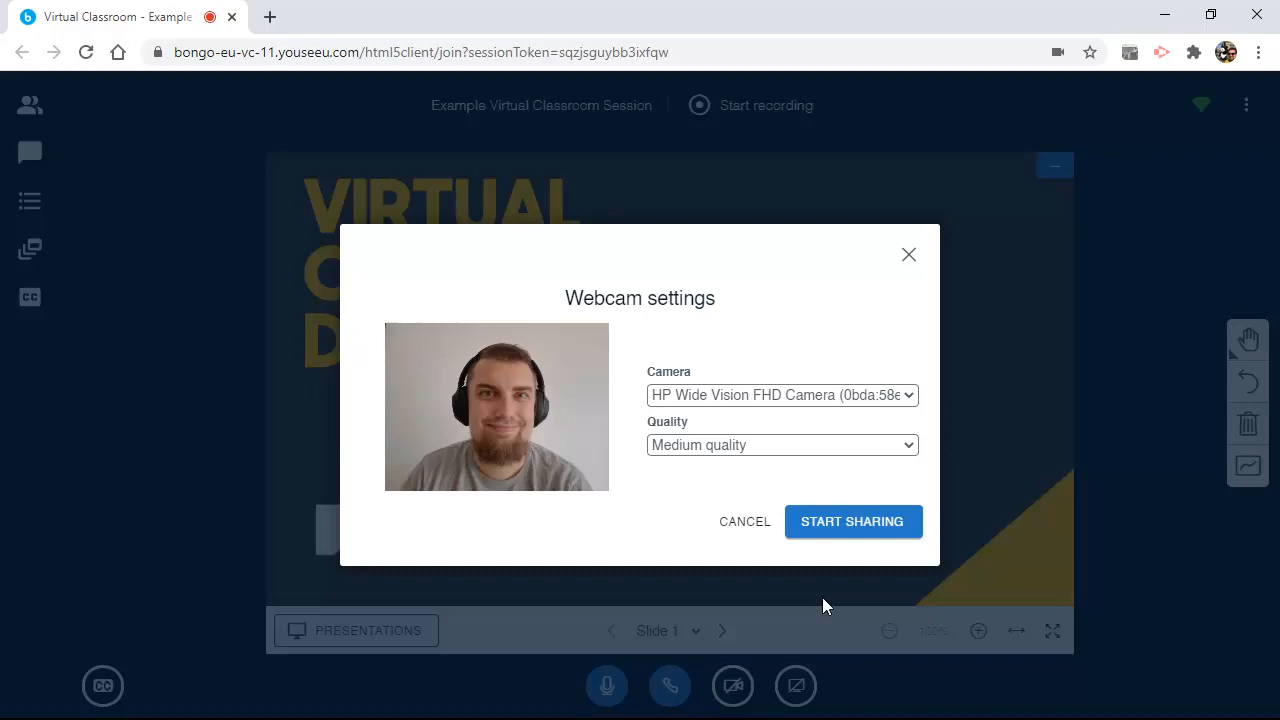 Virtual Classroom - Example
bongo-eu-vc-11.youseeu.com/html5client/join?sessionToken=sqzjsguybb3ixfqw
Example Virtual Classroom Session
Start recording
VIRTUAL
Webcam settings
Camera
HP Wide Vision FHD Camera (0bda:58e
Quality
Medium quality
CANCEL
START SHARING
PRESENTATIONS
Slide 1
100%
CC
CC